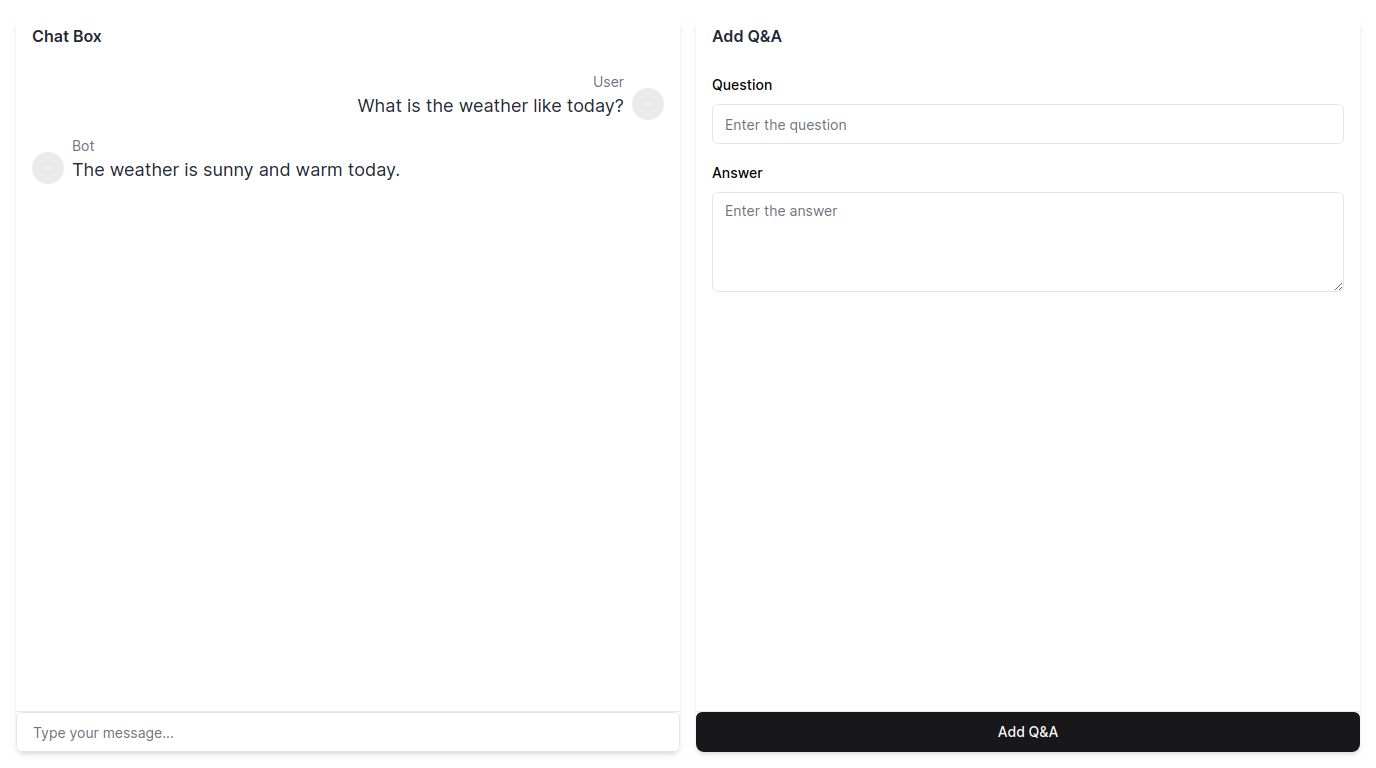 Chat Box
User
What is the weather like today?
Bot
The weather is sunny and warm today.
Type your message...
Add Q&A
Question
Enter the question
Answer
Enter the answer
Add Q&A